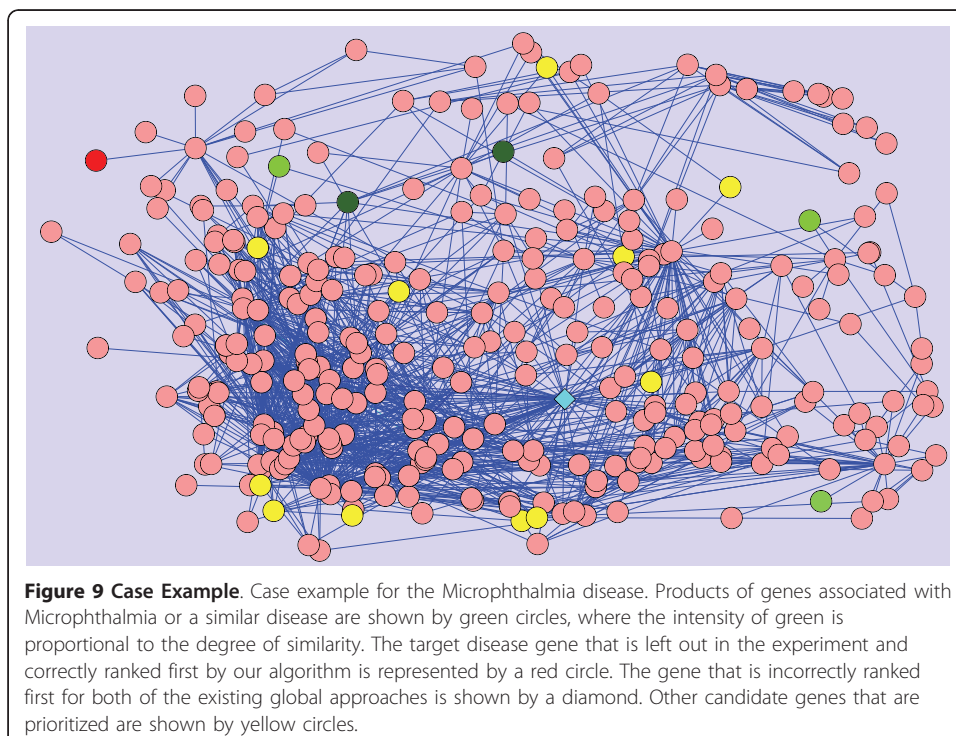 Figure 9 Case Example. Case example for the Microphthalmia disease. Products of genes associated with
Microphthalmia or a similar disease are shown by green circles, where the intensity of green is
proportional to the degree of similarity. The target disease gene that is left out in the experiment and
correctly ranked first by our algorithm is represented by a red circle. The gene that is incorrectly ranked
first for both of the existing global approaches is shown by a diamond. Other candidate genes that are
prioritized are shown by yellow circles.